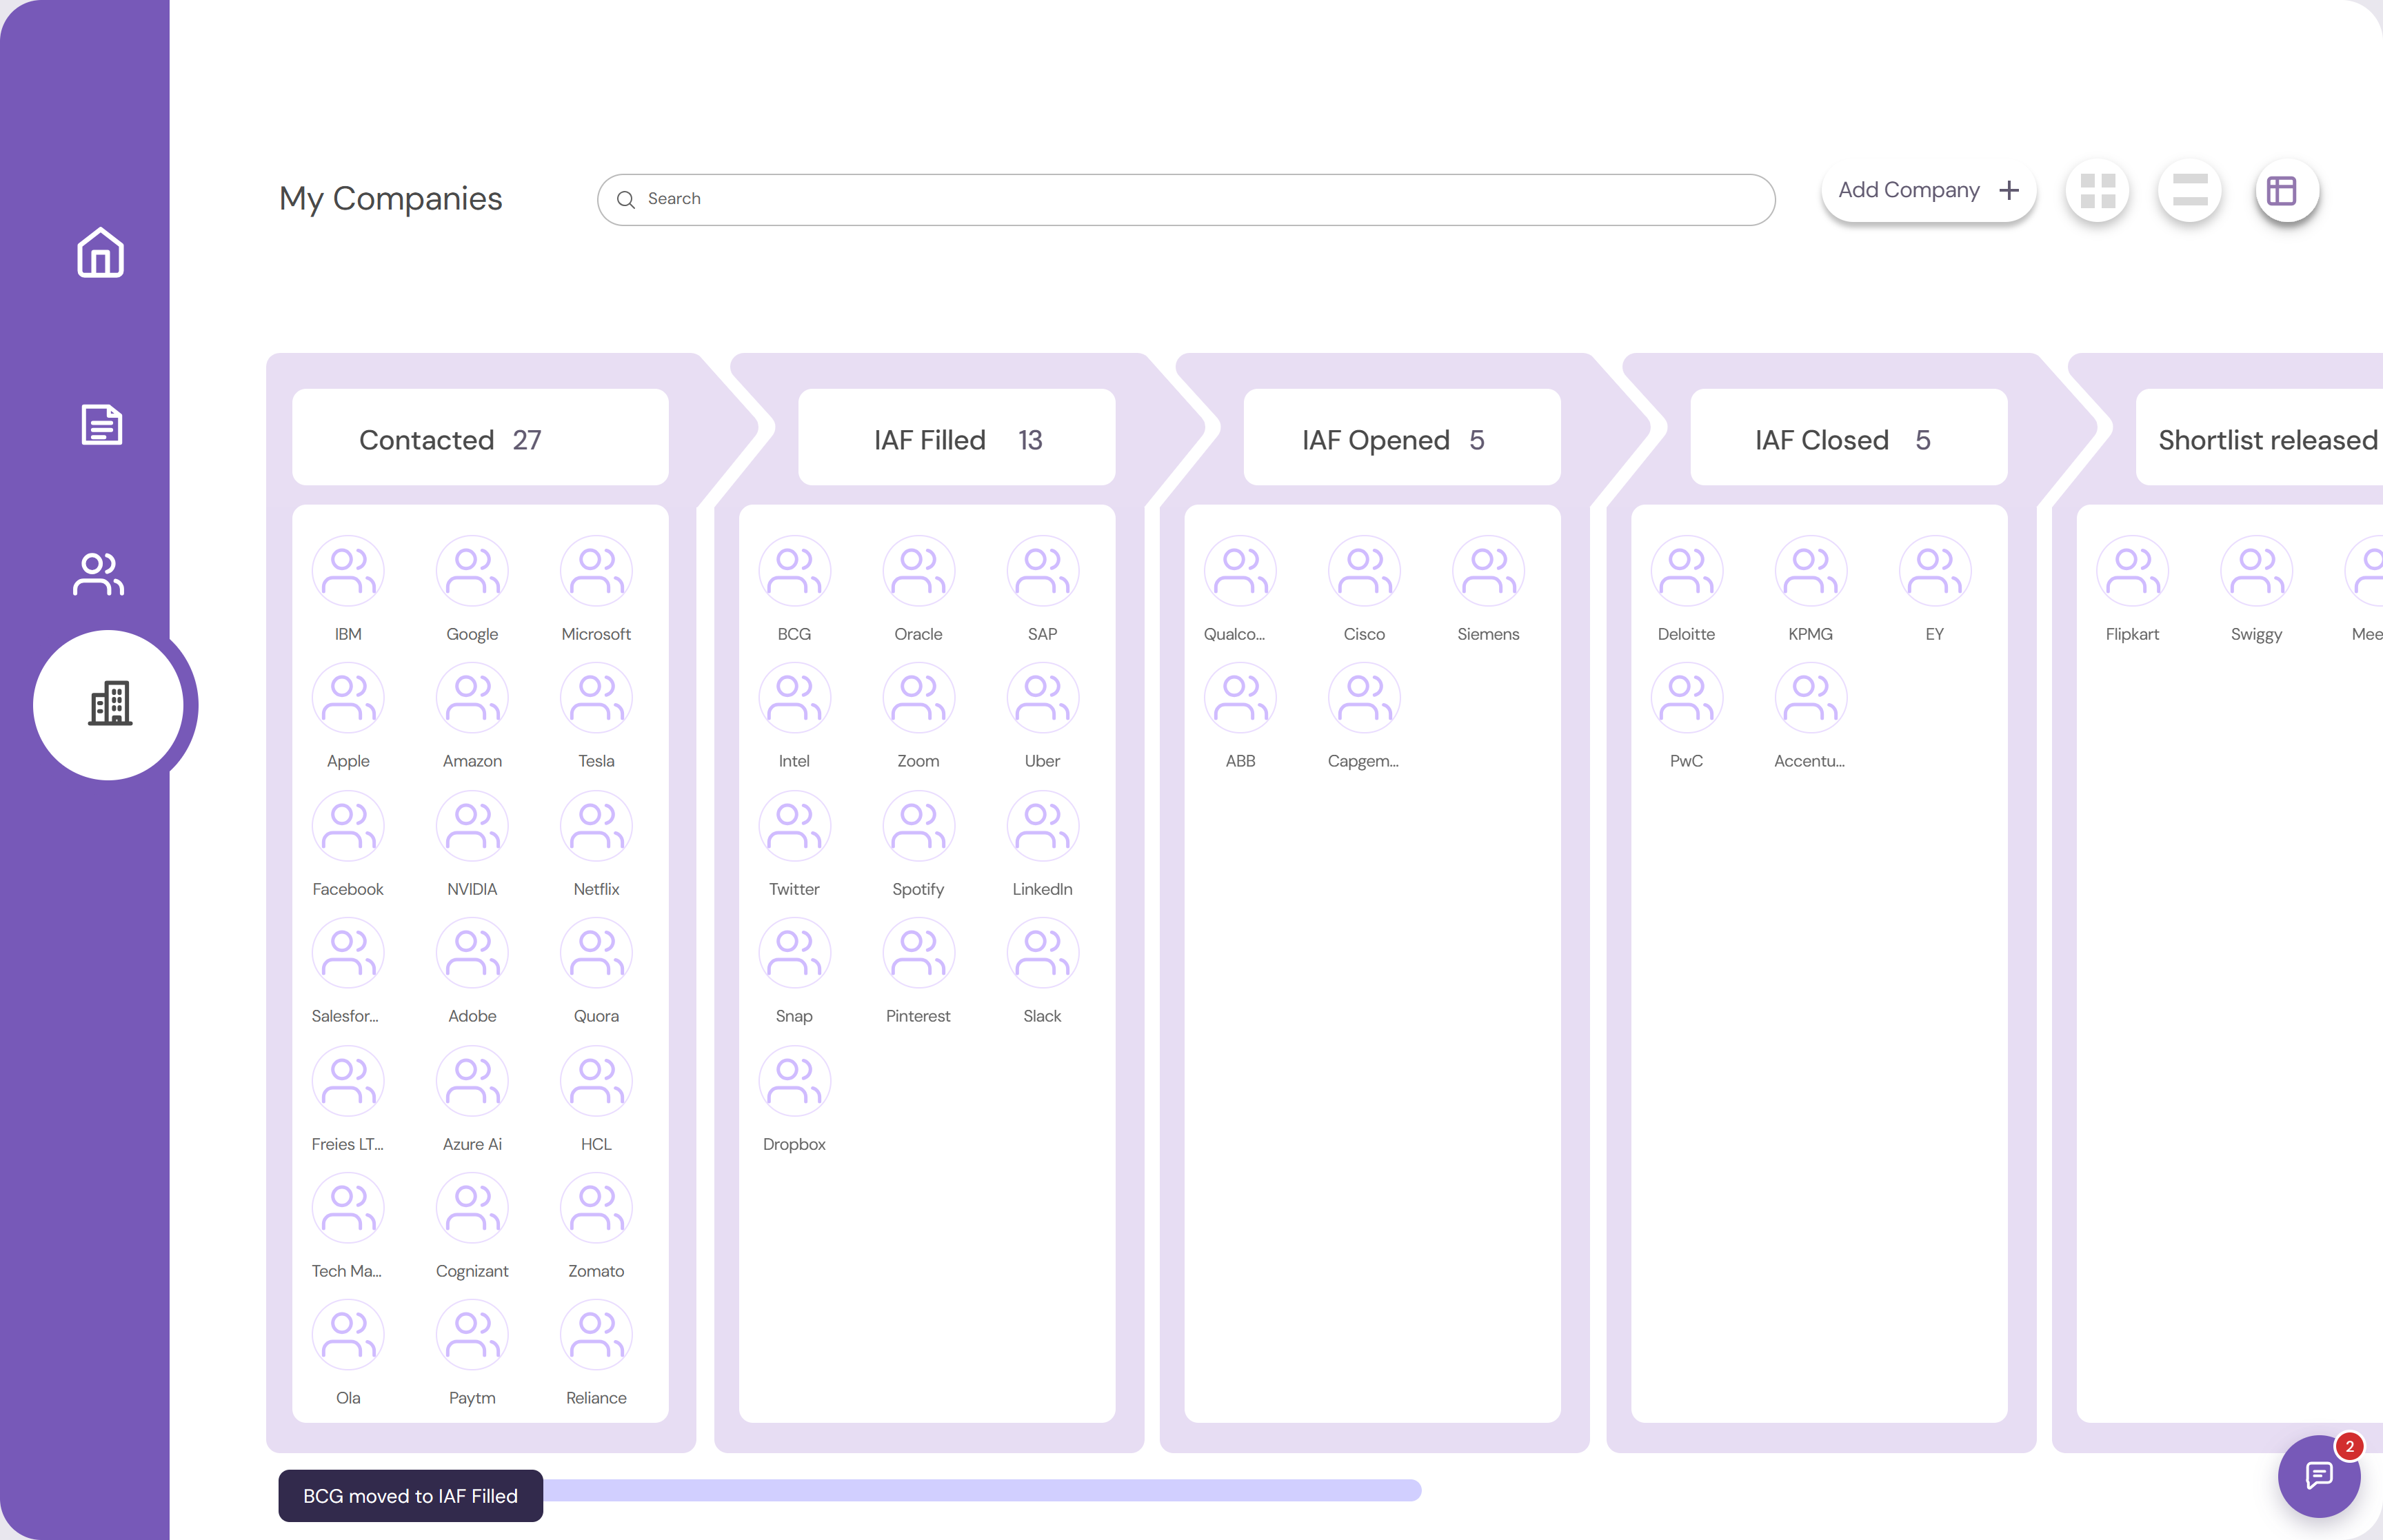 My Companies
Search
Add Company
Contacted 27
IAF Filled 13
IAF Opened 5
IAF Closed 5
Shortlist released
IBM Google Microsoft
Apple Amazon Tesla
Facebook NVIDIA Netflix
Salesfor... Adobe Quora
Freies LT... Azure Ai HCL
Tech Ma... Cognizant Zomato
Ola Paytm Reliance
BCG Oracle SAP
Intel Zoom Uber
Twitter Spotify LinkedIn
Snap Pinterest Slack
Dropbox
Qualco... Cisco Siemens
ABB Capgem...
Deloitte KPMG EY
PwC Accentu...
Flipkart Swiggy Mee
BCG moved to IAF Filled
2